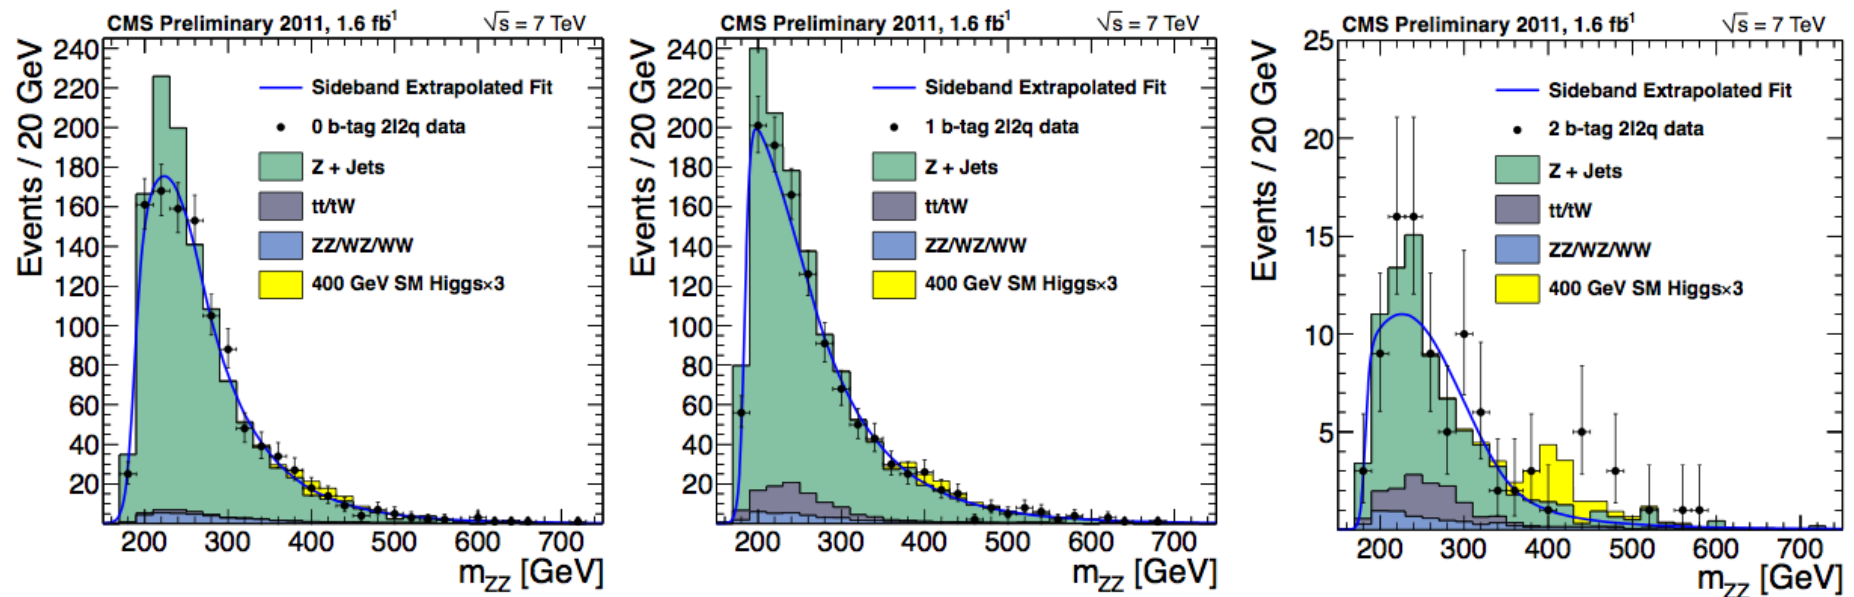 CMS Preliminary 2011, 1.6 fb⁻¹ √s = 7 TeV
Events / 20 GeV
240
220
200
180
160
140
120
100
80
60
40
20
Sideband Extrapolated Fit
0 b-tag 2l2q data
Z + Jets
tt/tW
ZZ/WZ/WW
400 GeV SM Higgs×3
200 300 400 500 600 700
m_ZZ [GeV]
CMS Preliminary 2011, 1.6 fb⁻¹ √s = 7 TeV
Events / 20 GeV
240
220
200
180
160
140
120
100
80
60
40
20
Sideband Extrapolated Fit
1 b-tag 2l2q data
Z + Jets
tt/tW
ZZ/WZ/WW
400 GeV SM Higgs×3
200 300 400 500 600 700
m_ZZ [GeV]
CMS Preliminary 2011, 1.6 fb⁻¹ √s = 7 TeV
Events / 20 GeV
25
20
15
10
5
Sideband Extrapolated Fit
2 b-tag 2l2q data
Z + Jets
tt/tW
ZZ/WZ/WW
400 GeV SM Higgs×3
200 300 400 500 600 700
m_ZZ [GeV]